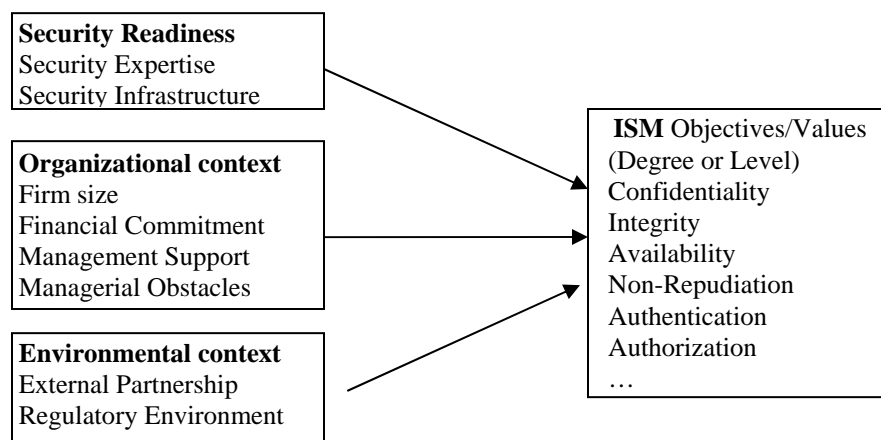 Security Readiness
Security Expertise
Security Infrastructure
Organizational context
Firm size
Financial Commitment
Management Support
Managerial Obstacles
Environmental context
External Partnership
Regulatory Environment
ISM Objectives/Values
(Degree or Level)
Confidentiality
Integrity
Availability
Non-Repudiation
Authentication
Authorization
…